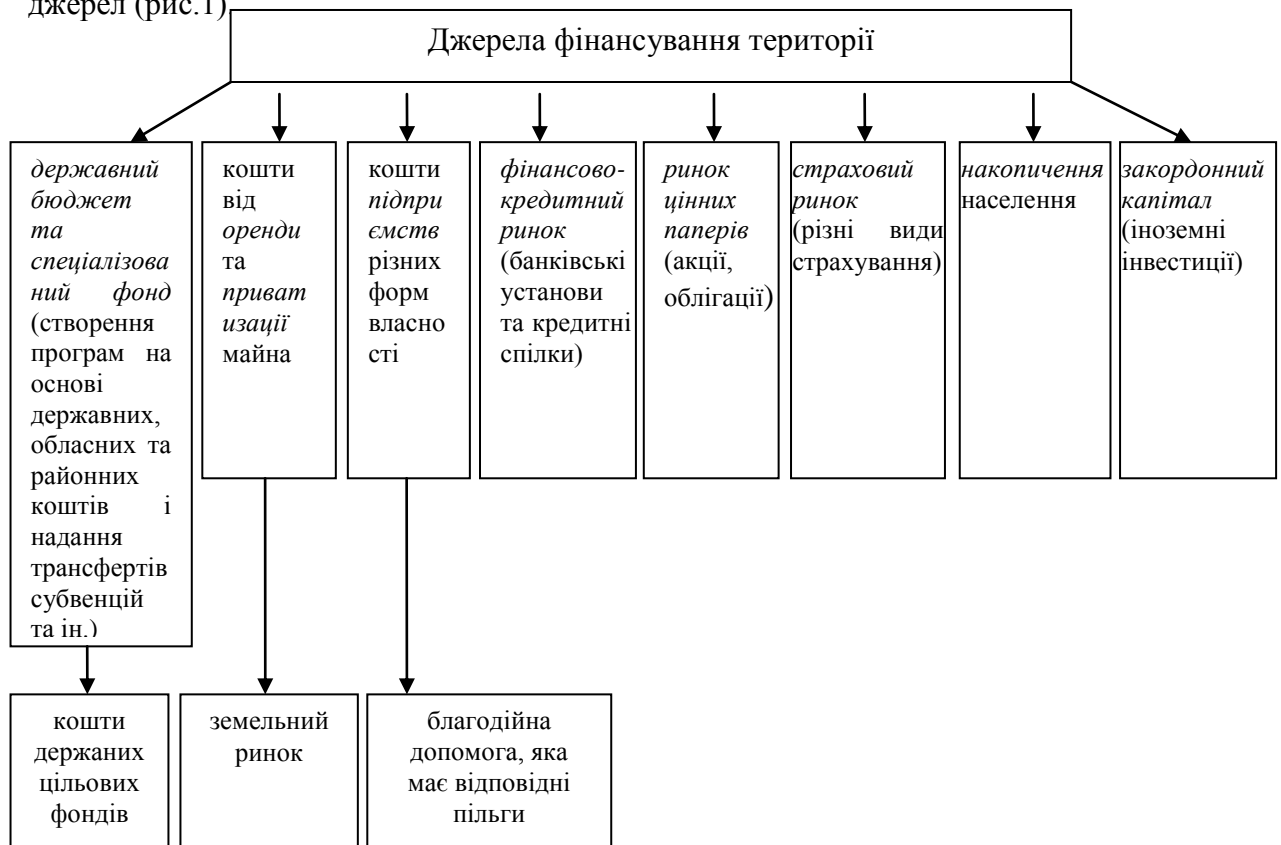 джерел (рис.1)
Джерела фінансування території
державний
бюджет
та
спеціалізова
ний фонд
(створення
програм на
основі
державних,
обласних та
районних
коштів і
надання
трансфертів
субвенцій
та ін.)
кошти
від
оренди
та
приват
изації
майна
кошти
підпри
ємств
різних
форм
власно
сті
фінансово-
кредитний
ринок
(банківські
установи
та кредитні
спілки)
ринок
цінних
паперів
(акції,
облігації)
страховий
ринок
(різні види
страхування)
накопичення
населення
закордонний
капітал
(іноземні
інвестиції)
кошти
держаних
цільових
фондів
земельний
ринок
благодійна
допомога, яка
має відповідні
пільги